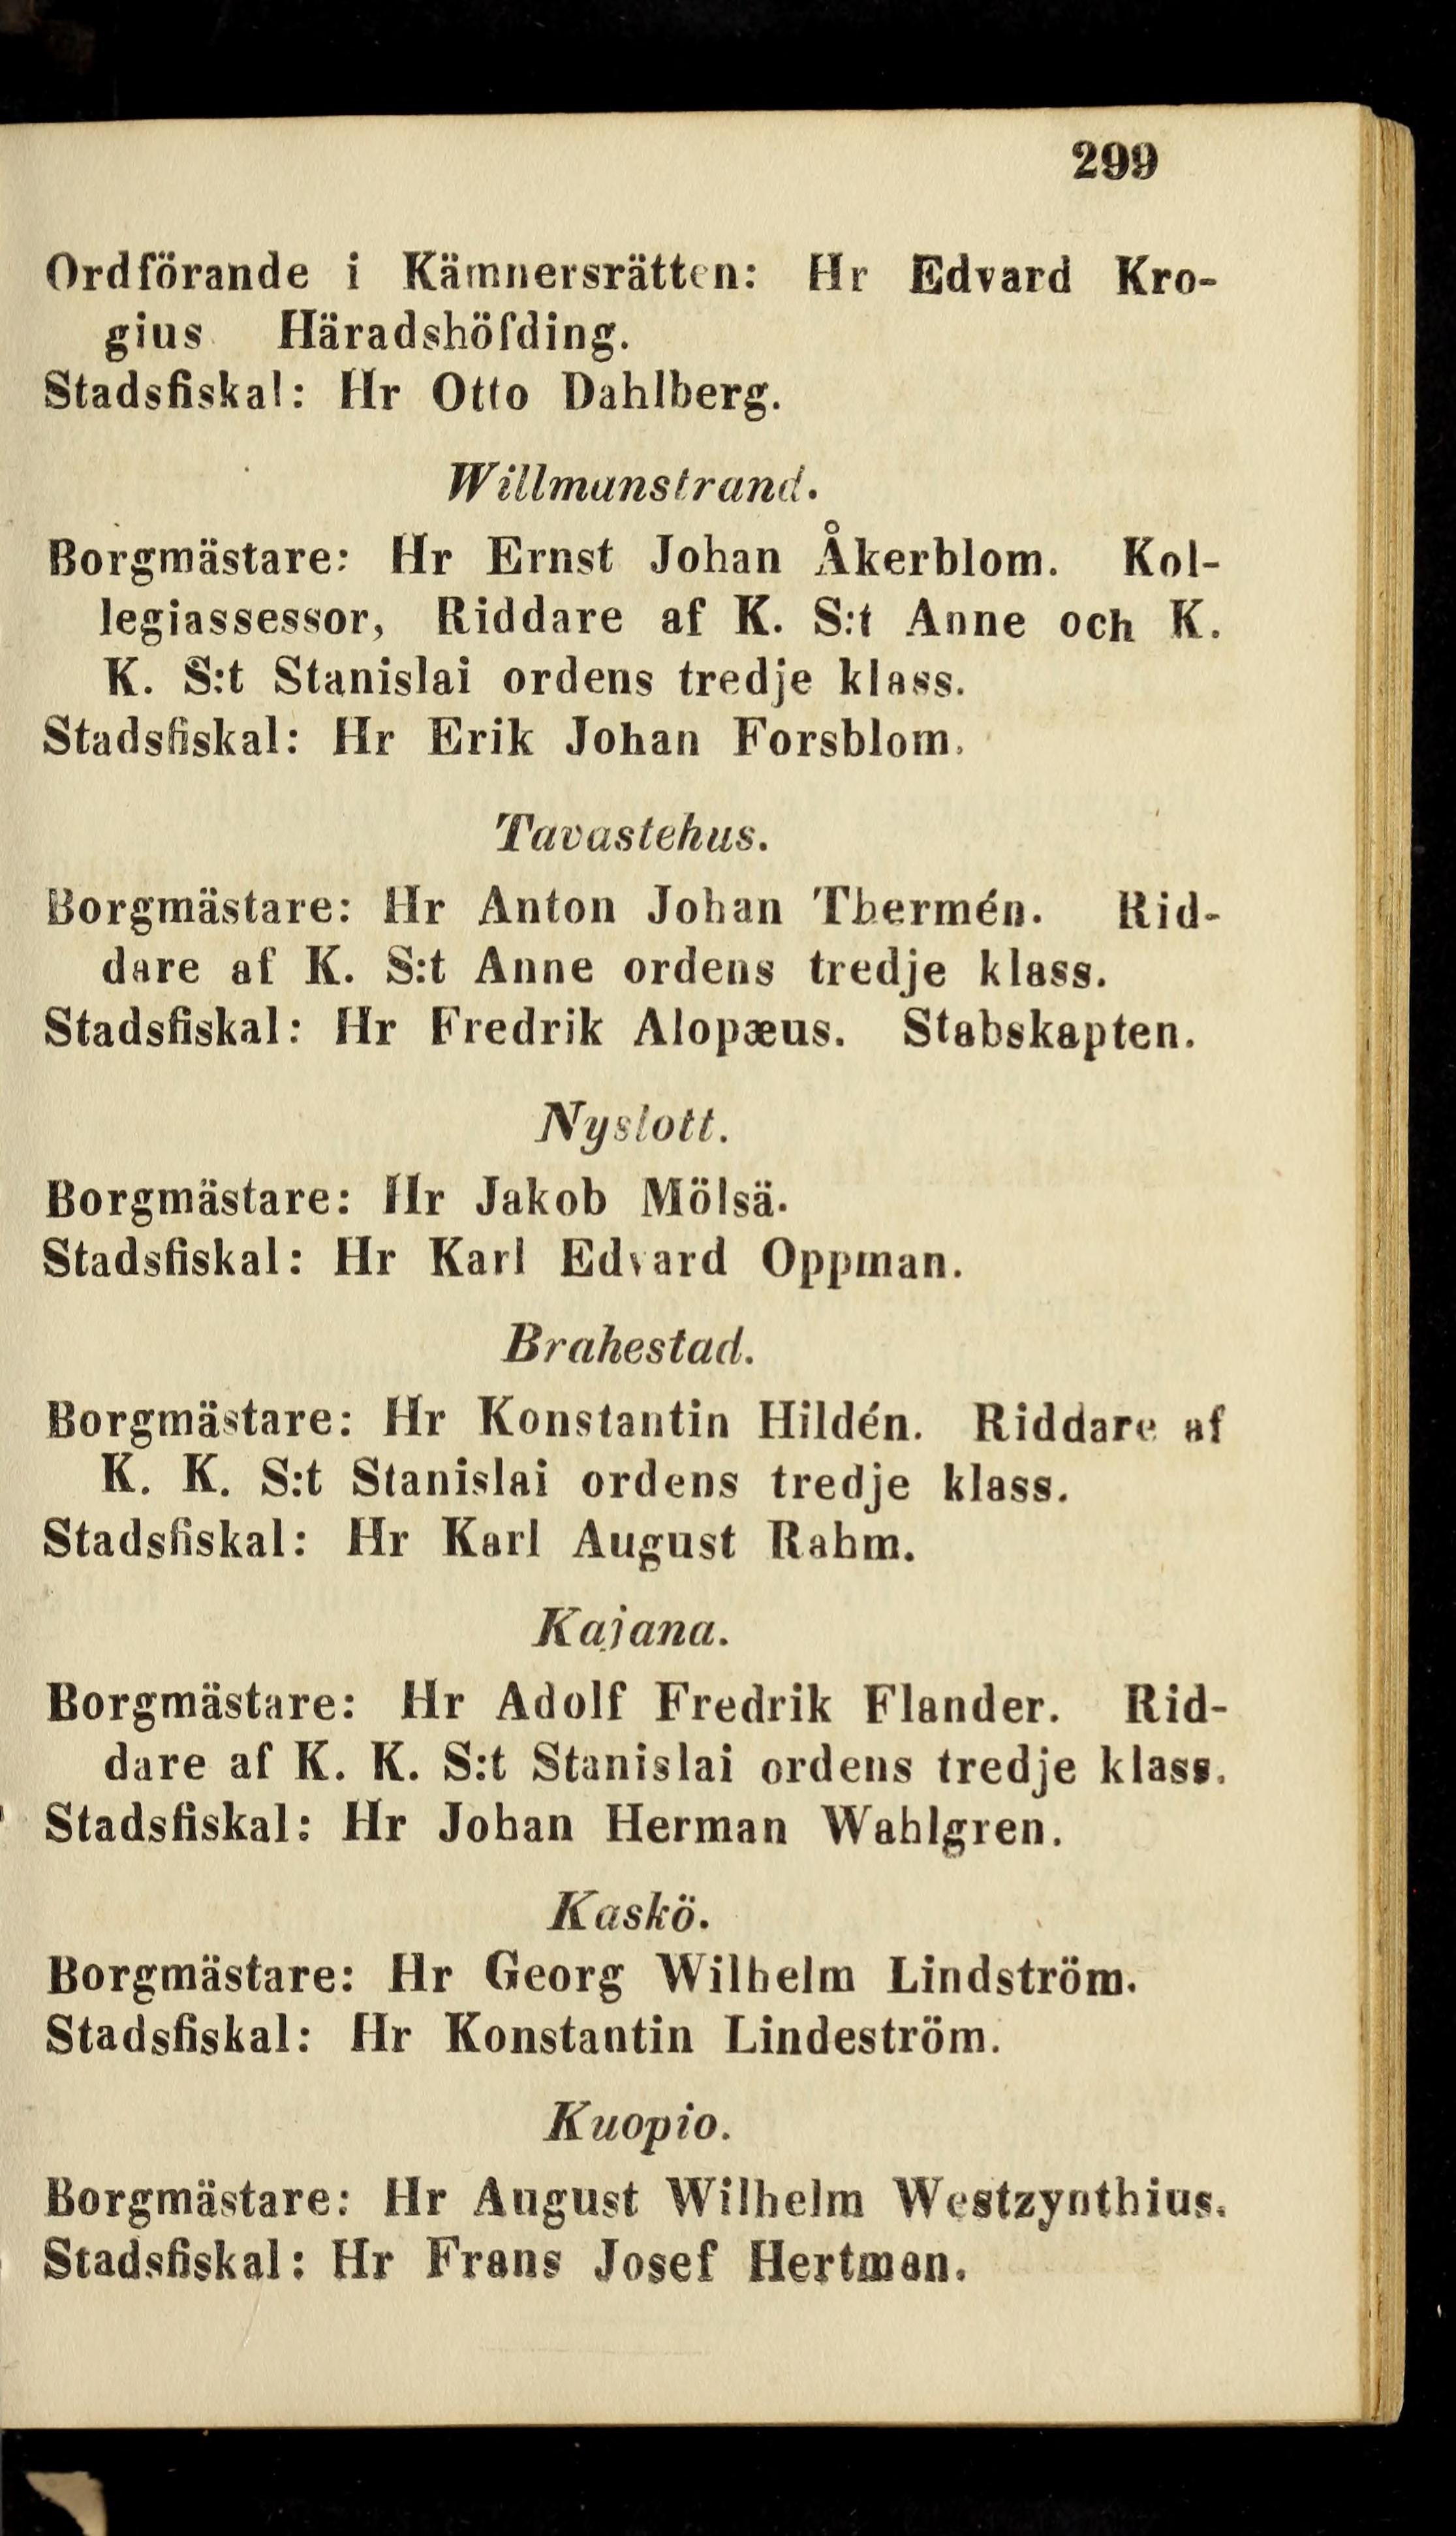 299
Ordförande i Kämnersrätten: Hr Edvard Kro-
gius Häradshöfding.
Stadsfiskal: Hr Otto Dahlberg.
Willmanstrand.
Borgmästare: Hr Ernst Johan Åkerblom. Kol-
legiassessor, Riddare af K. S:t Anne och K.
K. S:t Stanislai ordens tredje klass.
Stadsfiskal: Hr Erik Johan Forsblom.
Tavastehus.
Borgmästare: Hr Anton Johan Thermén. Rid-
dare af K. S:t Anne ordens tredje klass.
Stadsfiskal: Hr Fredrik Alopæus. Stabskapten.
Nyslott.
Borgmästare: Hr Jakob Mölsä.
Stadsfiskal: Hr Karl Edvard Oppman.
Brahestad.
Borgmästare: Hr Konstantin Hildén. Riddare af
K. K. S:t Stanislai ordens tredje klass.
Stadsfiskal: Hr Karl August Rahm.
Kajana.
Borgmästare: Hr Adolf Fredrik Flander. Rid-
dare af K. K. S:t Stanislai ordens tredje klass.
Stadsfiskal: Hr Johan Herman Wahlgren.
Kaskö.
Borgmästare: Hr Georg Wilhelm Lindström.
Stadsfiskal: Hr Konstantin Lindeström.
Kuopio.
Borgmästare: Hr August Wilhelm Westzynthius.
Stadsfiskal: Hr Frans Josef Hertman.